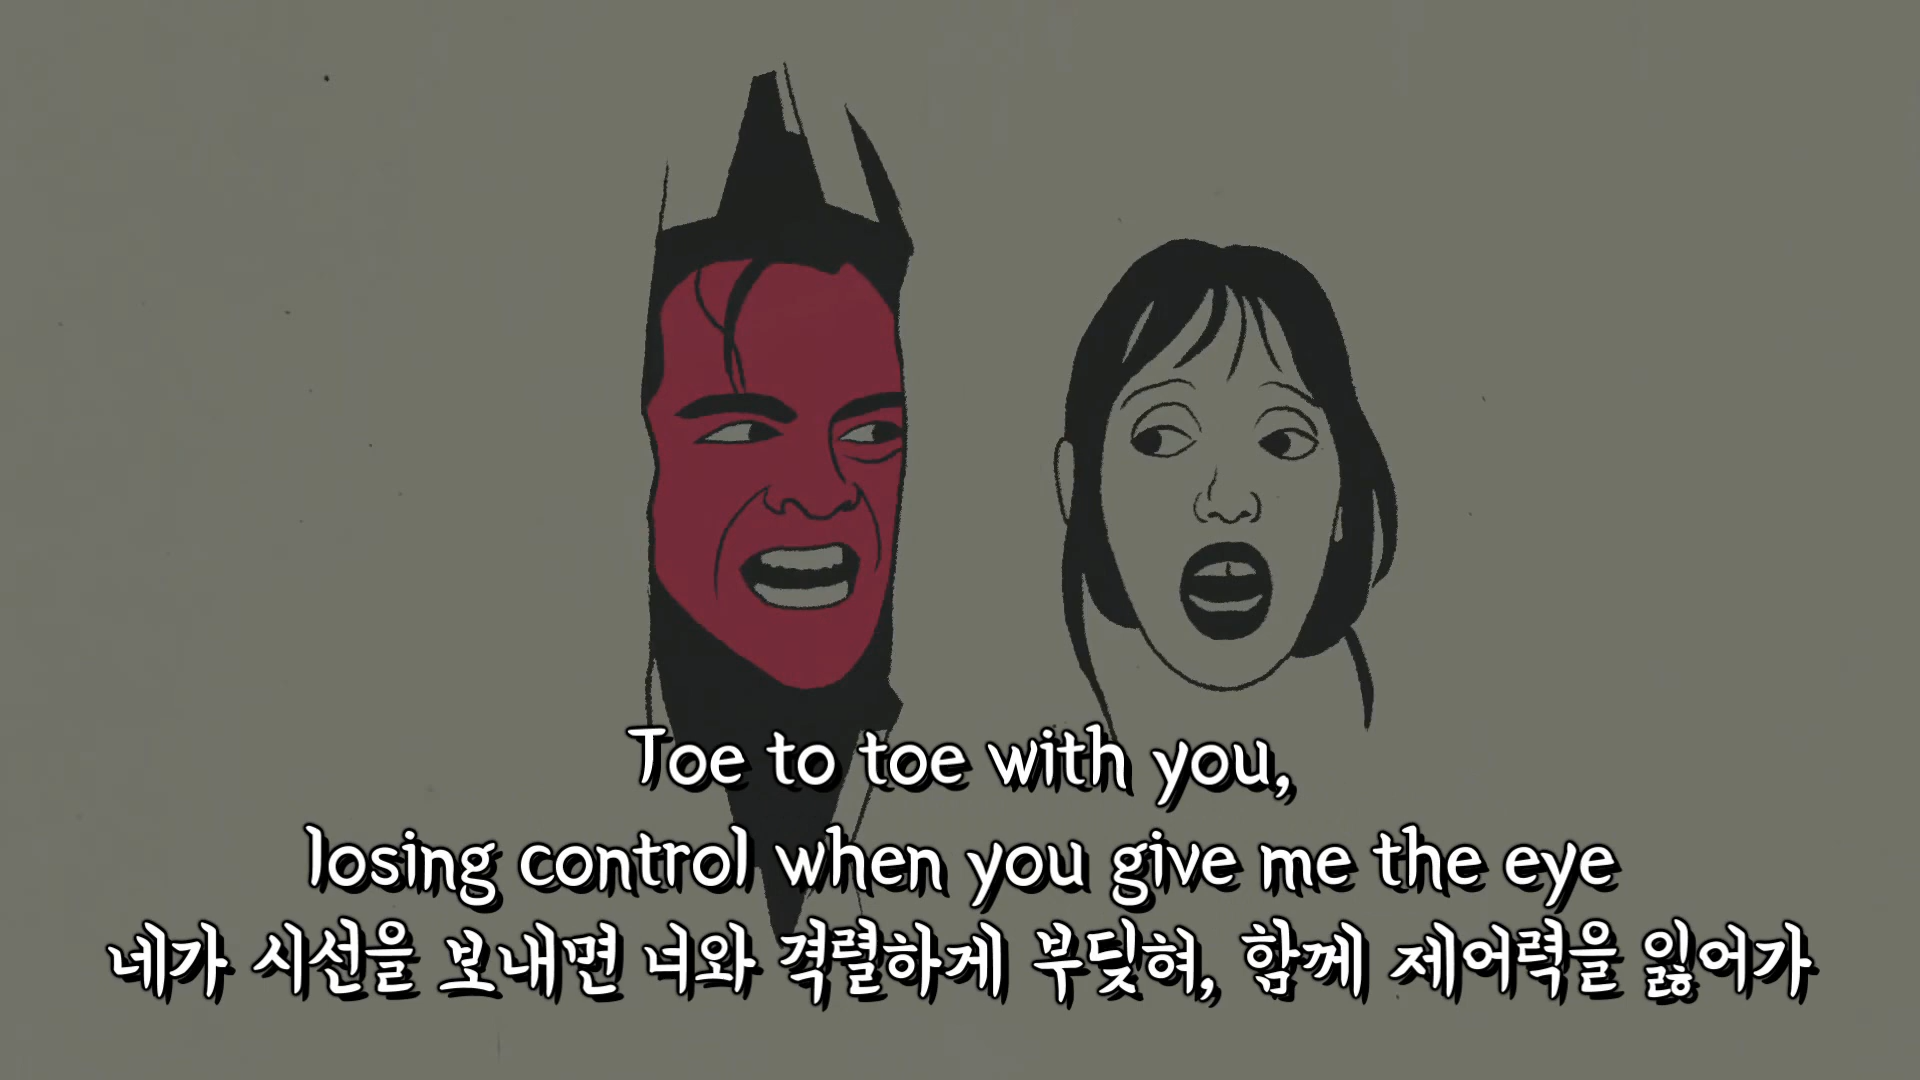 Toe to toe with you,
losing control when you give me the eye
네가 시선을 보내면 너와 격렬하게 부딪혀, 함께 제어력을 잃어가